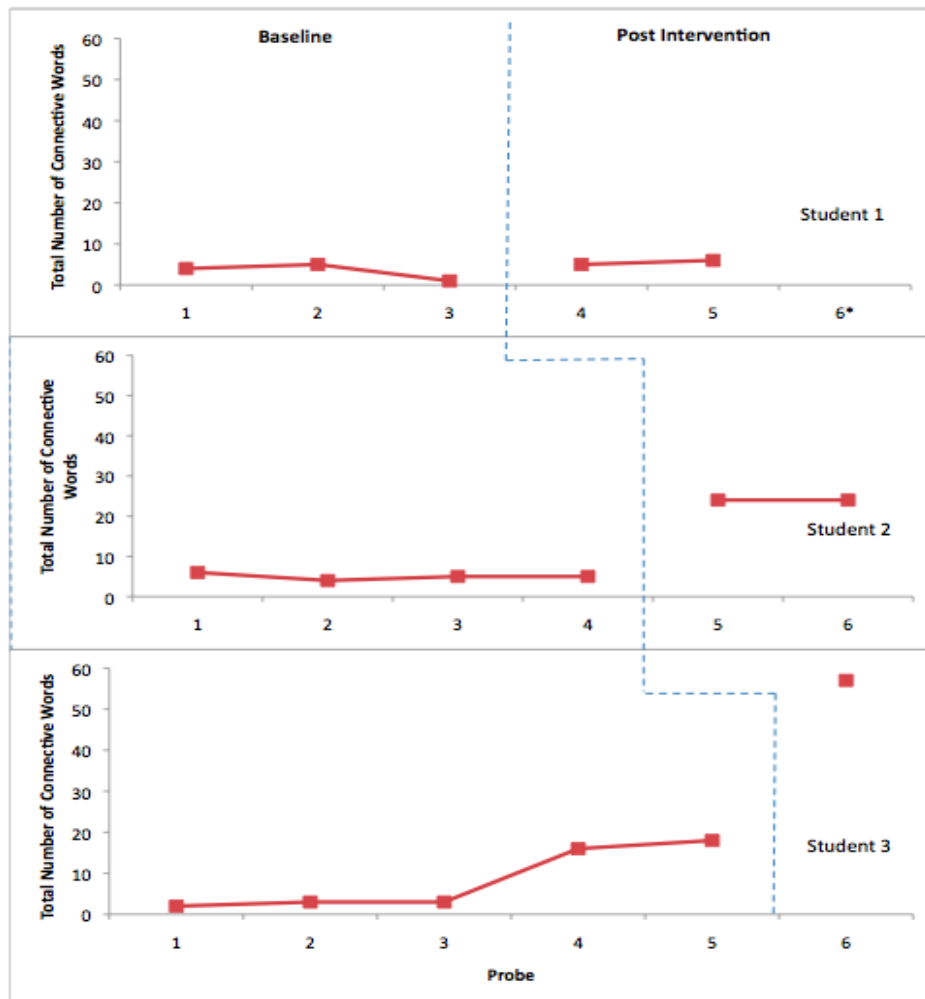 Baseline Post Intervention
Total Number of Connective Words
60
50
40
30
20
10
0
Student 1
1 2 3 4 5 6*
Total Number of Connective
Words
60
50
40
30
20
10
0
Student 2
1 2 3 4 5 6
Total Number of Connective Words
60
50
40
30
20
10
0
Student 3
1 2 3 4 5 6
Probe